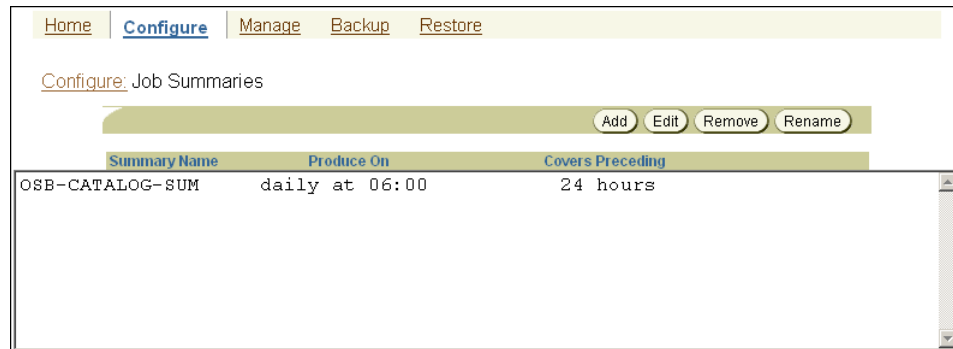 Home Configure Manage Backup Restore
Configure: Job Summaries
Add Edit Remove Rename
Summary Name Produce On Covers Preceding
OSB-CATALOG-SUM daily at 06:00 24 hours